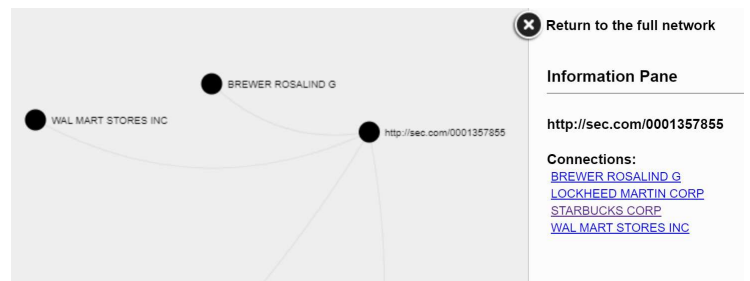 Return to the full network
BREWER ROSALIND G
WAL MART STORES INC
http://sec.com/0001357855
Information Pane
http://sec.com/0001357855
Connections:
BREWER ROSALIND G
LOCKHEED MARTIN CORP
STARBUCKS CORP
WAL MART STORES INC